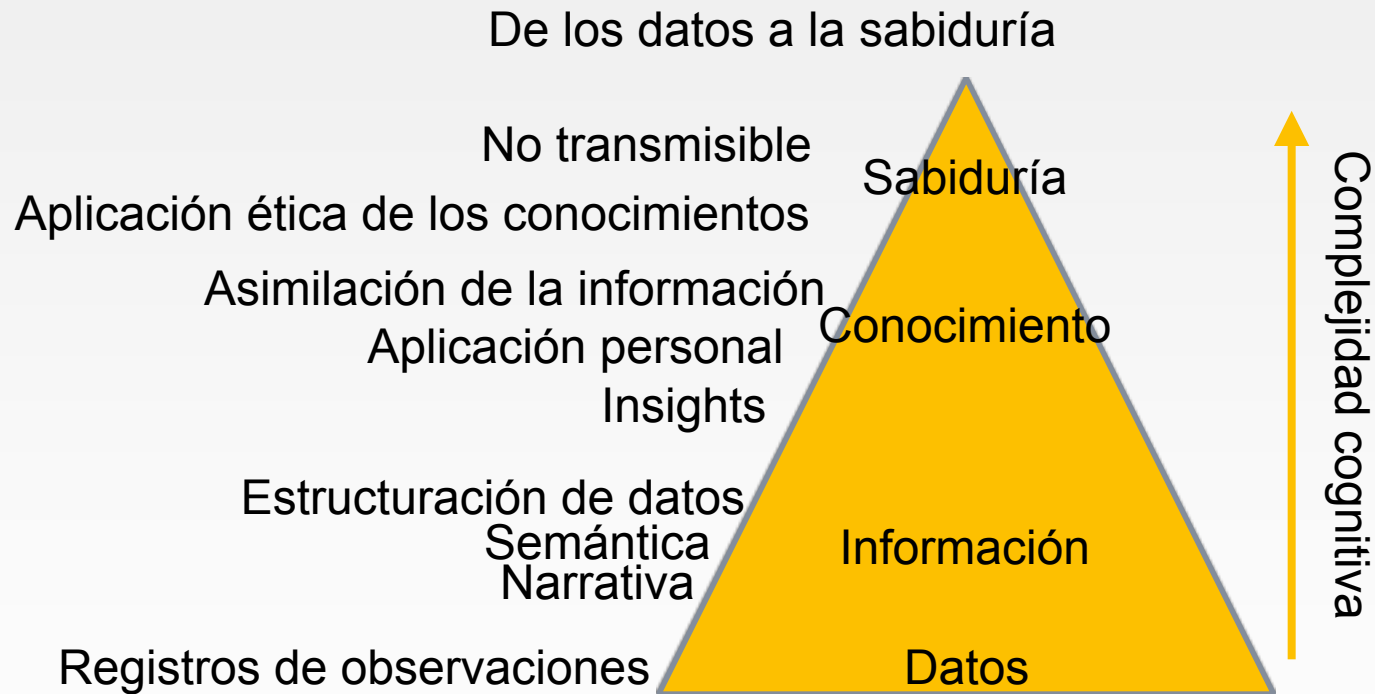 De los datos a la sabiduría
No transmisible
Sabiduría
Aplicación ética de los conocimientos
Asimilación de la información
Conocimiento
Aplicación personal
Insights
Estructuración de datos
Semántica
Información
Narrativa
Registros de observaciones
Datos
Complejidad cognitiva